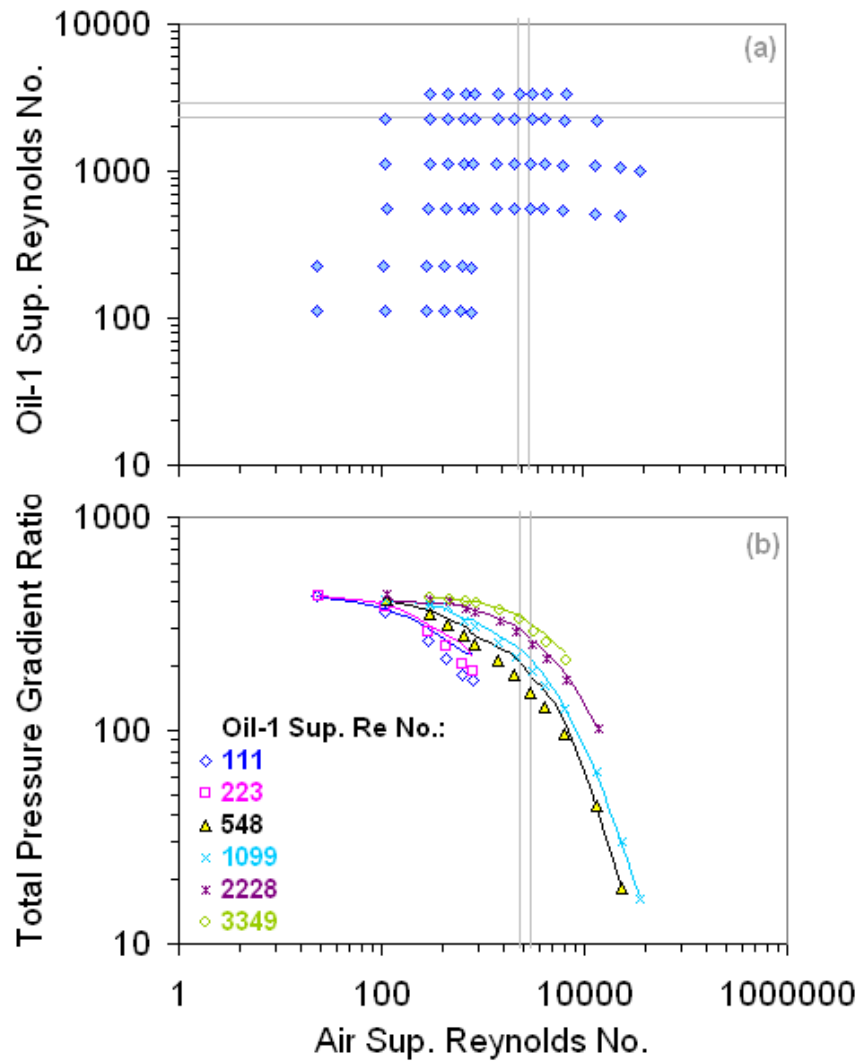 10000
(a)
1000
100
10
Oil-1 Sup. Reynolds No.
1000
(b)
100
10
Total Pressure Gradient Ratio
Oil-1 Sup. Re No.:
111
223
548
1099
2228
3349
1 100 10000 1000000
Air Sup. Reynolds No.